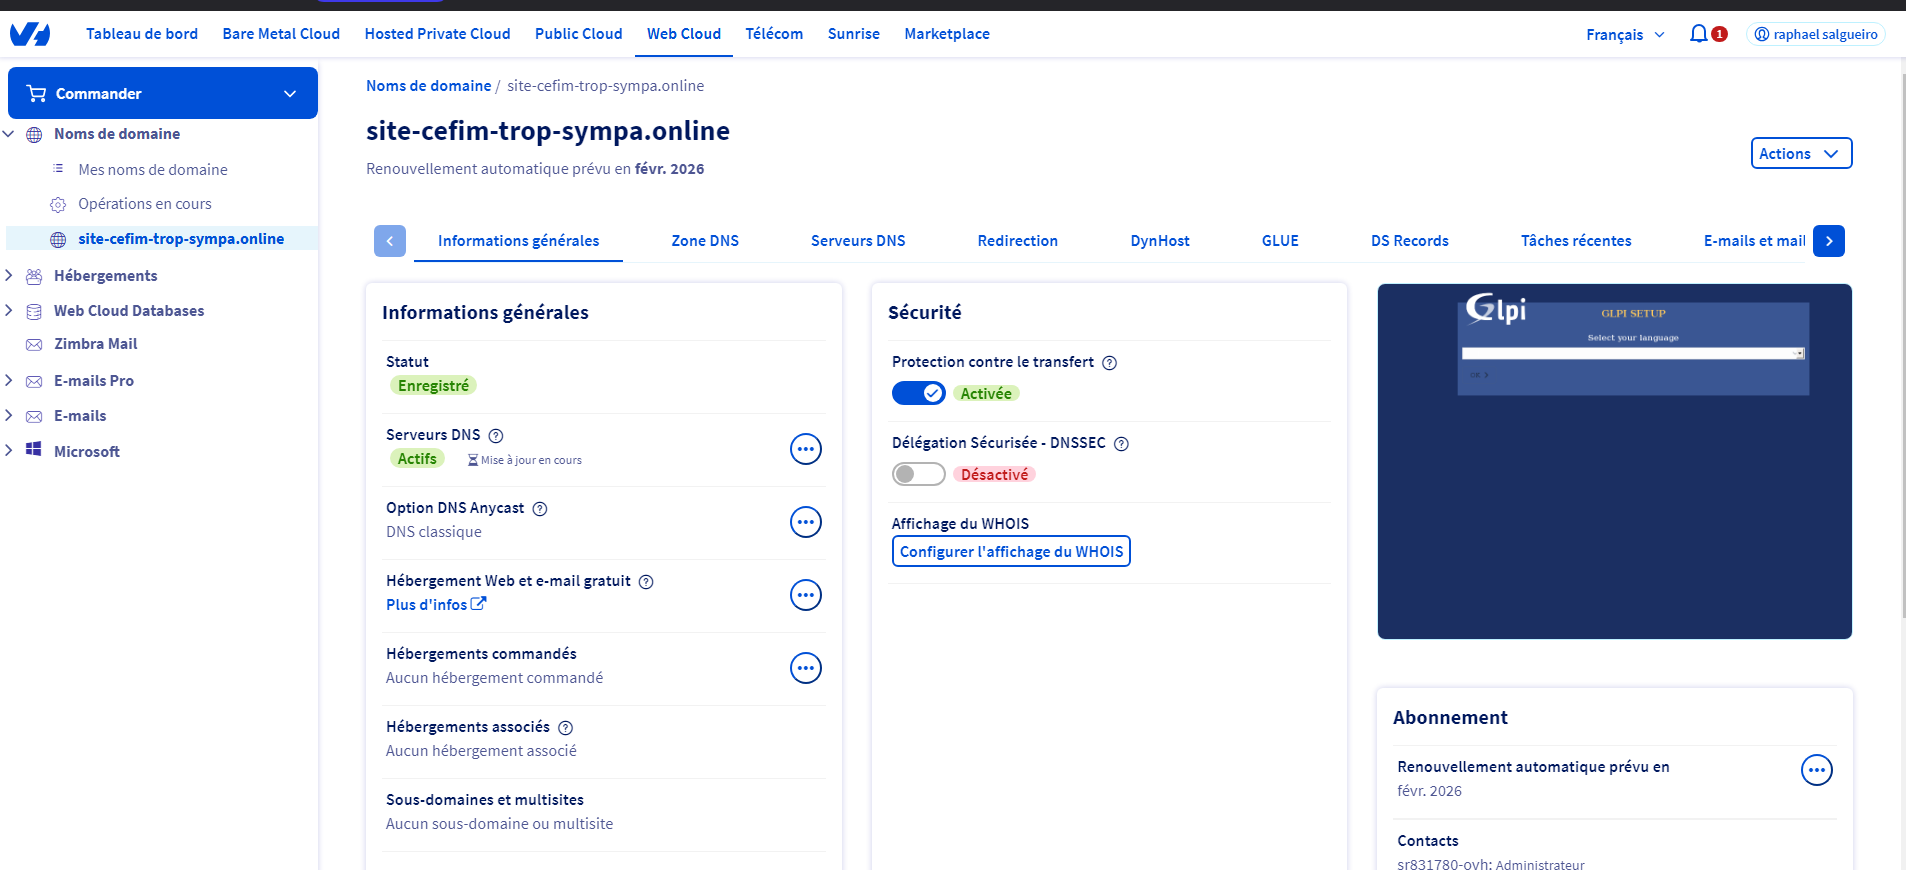 Tableau de bord
Bare Metal Cloud
Hosted Private Cloud
Public Cloud
Web Cloud
Télécom
Sunrise
Marketplace
Français
1
raphael salgueiro
Commander
Noms de domaine
Mes noms de domaine
Opérations en cours
site-cefim-trop-sympa.online
Hébergements
Web Cloud Databases
Zimbra Mail
E-mails Pro
E-mails
Microsoft
Noms de domaine / site-cefim-trop-sympa.online
site-cefim-trop-sympa.online
Renouvellement automatique prévu en févr. 2026
Actions
Informations générales
Zone DNS
Serveurs DNS
Redirection
DynHost
GLUE
DS Records
Tâches récentes
E-mails et mail
Informations générales
Statut
Enregistré
Serveurs DNS
Actifs
Mise à jour en cours
Option DNS Anycast
DNS classique
Hébergement Web et e-mail gratuit
Plus d'infos
Hébergements commandés
Aucun hébergement commandé
Hébergements associés
Aucun hébergement associé
Sous-domaines et multisites
Aucun sous-domaine ou multisite
Sécurité
Protection contre le transfert
Activée
Délégation Sécurisée - DNSSEC
Désactivé
Affichage du WHOIS
Configurer l'affichage du WHOIS
Glpi
GLPI SETUP
Select your language
OK >
Abonnement
Renouvellement automatique prévu en
févr. 2026
Contacts
sr831780-ovh: Administrateur